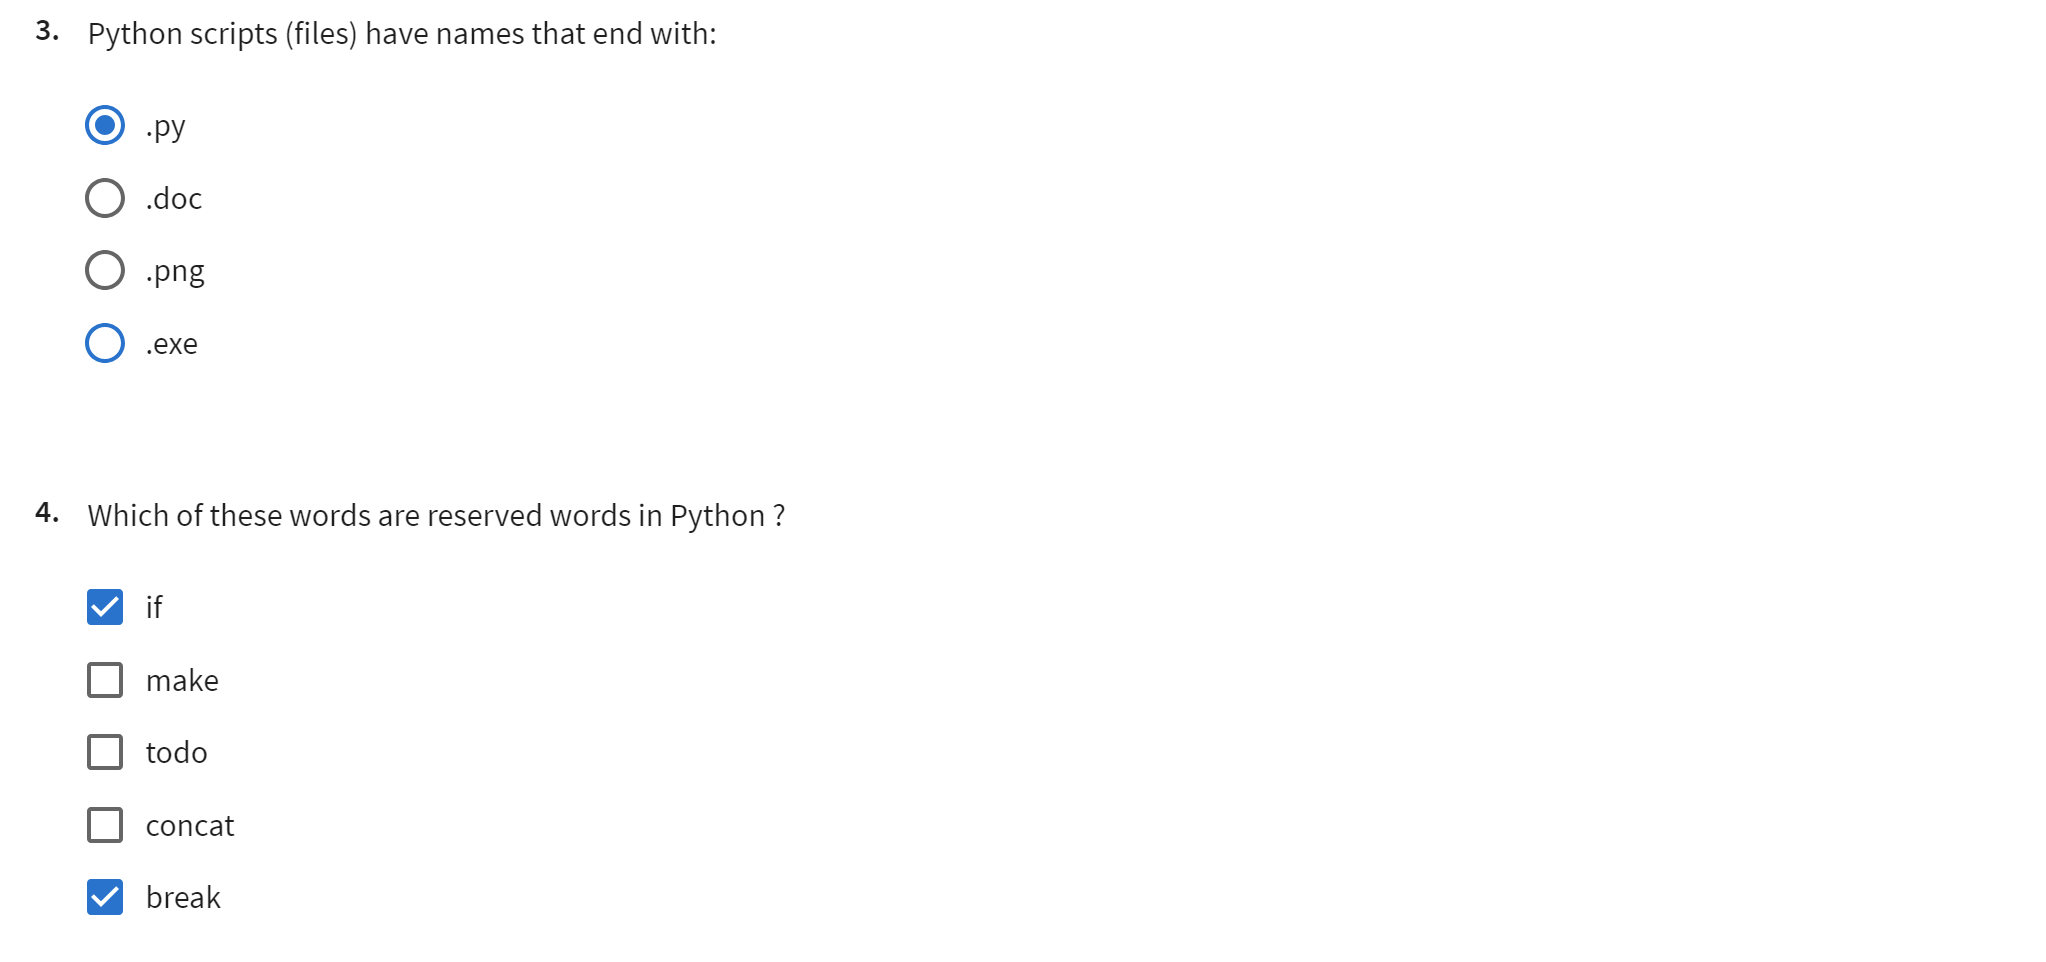 3. Python scripts (files) have names that end with:
.py
.doc
.png
.exe
4. Which of these words are reserved words in Python ?
if
make
todo
concat
break